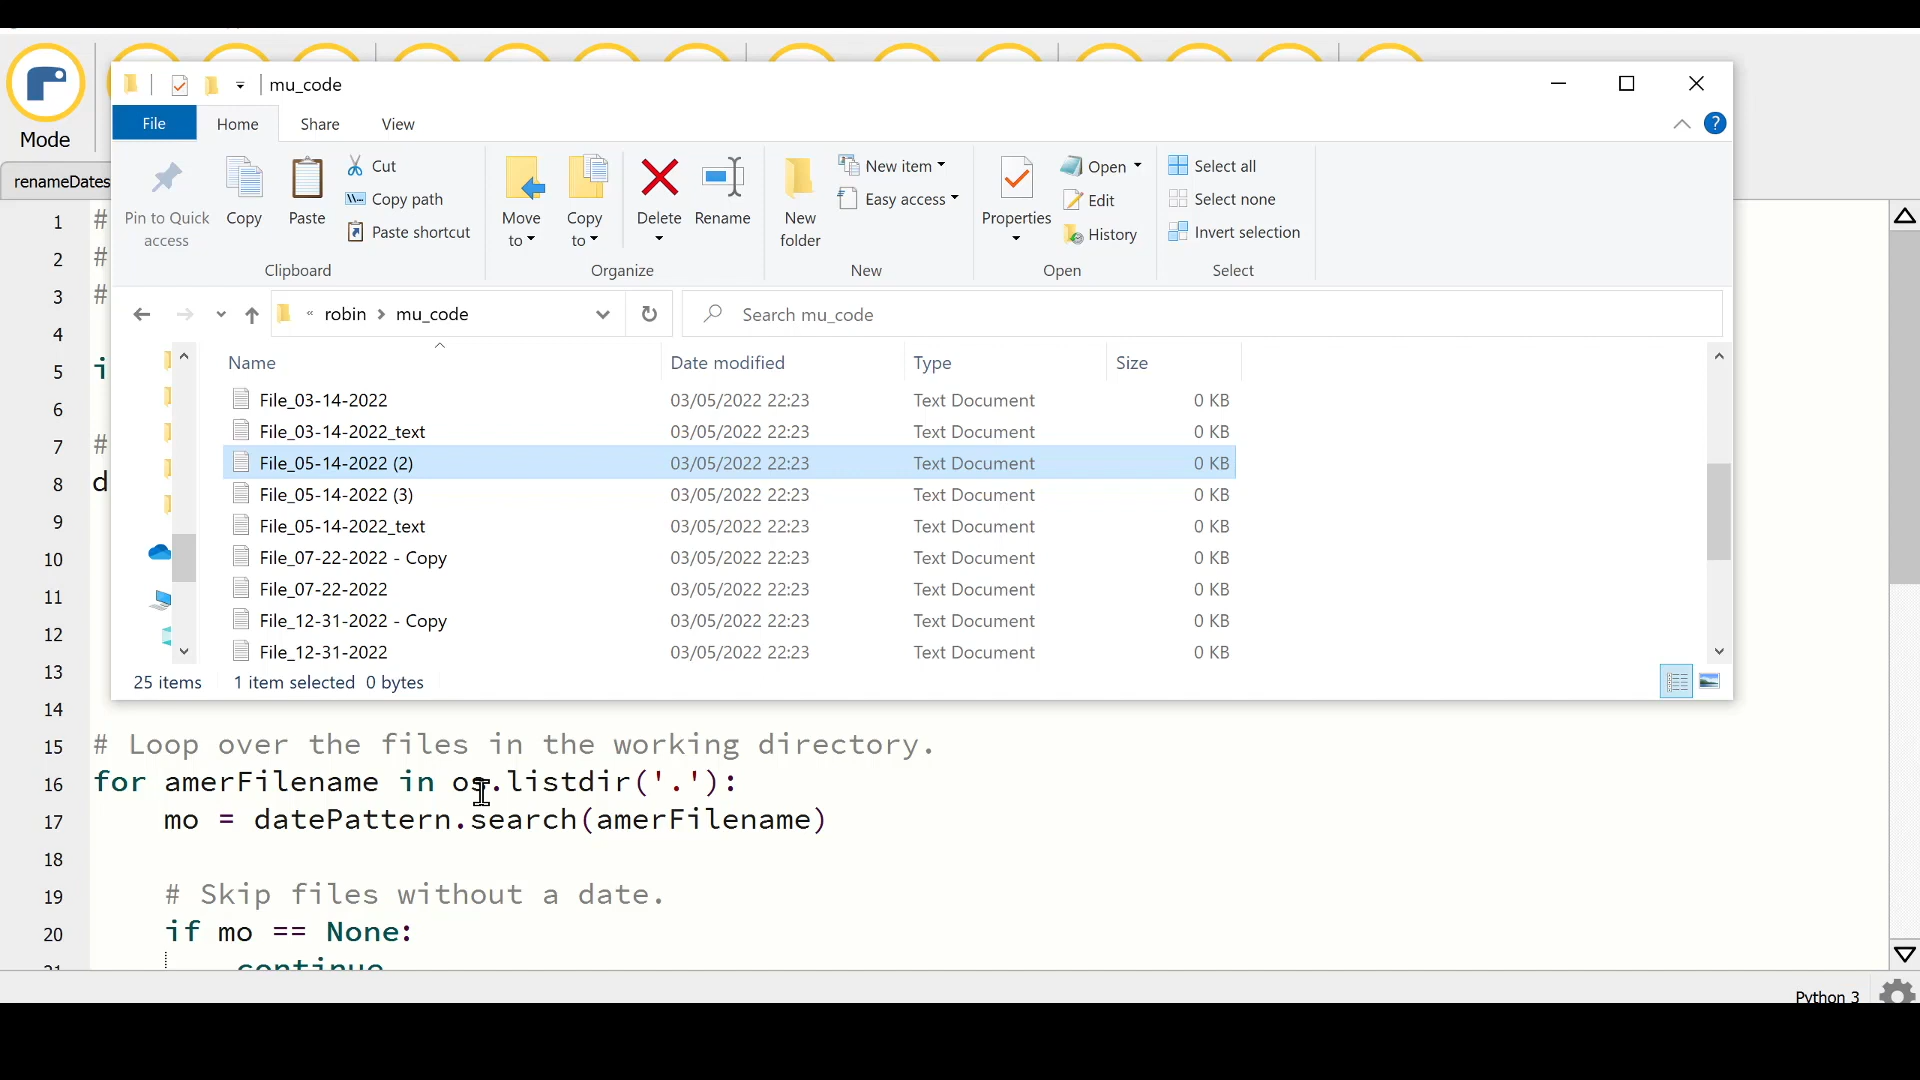 mu_code
Mode
File
Home
Share
View
renameDates
Pin to Quick access
Copy
Paste
Cut
Copy path
Paste shortcut
Clipboard
Move to
Copy to
Delete
Rename
Organize
New folder
New item
Easy access
New
Properties
Open
Edit
History
Open
Select all
Select none
Invert selection
Select
« robin > mu_code
Search mu_code
Name Date modified Type Size
File_03-14-2022 03/05/2022 22:23 Text Document 0 KB
File_03-14-2022_text 03/05/2022 22:23 Text Document 0 KB
File_05-14-2022 (2) 03/05/2022 22:23 Text Document 0 KB
File_05-14-2022 (3) 03/05/2022 22:23 Text Document 0 KB
File_05-14-2022_text 03/05/2022 22:23 Text Document 0 KB
File_07-22-2022 - Copy 03/05/2022 22:23 Text Document 0 KB
File_07-22-2022 03/05/2022 22:23 Text Document 0 KB
File_12-31-2022 - Copy 03/05/2022 22:23 Text Document 0 KB
File_12-31-2022 03/05/2022 22:23 Text Document 0 KB
25 items 1 item selected 0 bytes
1 #
2 #
3 #
4
5 i
6
7 #
8 d
9
10
11
12
13
14
15 # Loop over the files in the working directory.
16 for amerFilename in os.listdir('.'):
17 mo = datePattern.search(amerFilename)
18
19 # Skip files without a date.
20 if mo == None:
21 continue
Python 3